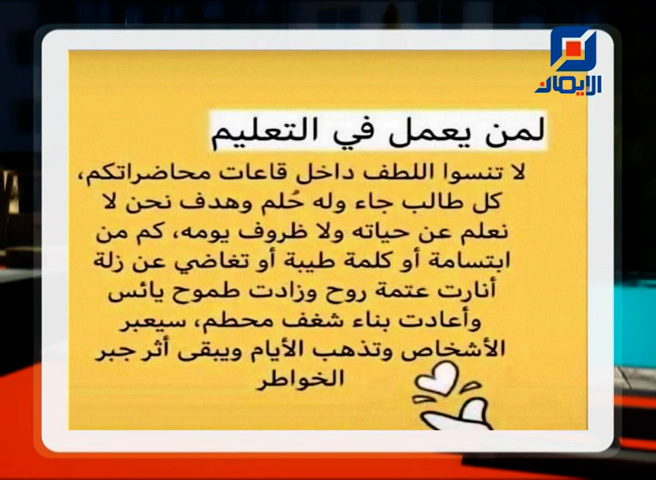 الإيمان
لمن يعمل في التعليم
لا تنسوا اللطف داخل قاعات محاضراتكم،
كل طالب جاء وله حُلم وهدف نحن لا
نعلم عن حياته ولا ظروف يومه، كم من
ابتسامة أو كلمة طيبة أو تغاضي عن زلة
أنارت عتمة روح وزادت طموح يائس
وأعادت بناء شغف محطم، سيعبر
الأشخاص وتذهب الأيام ويبقى أثر جبر
الخواطر